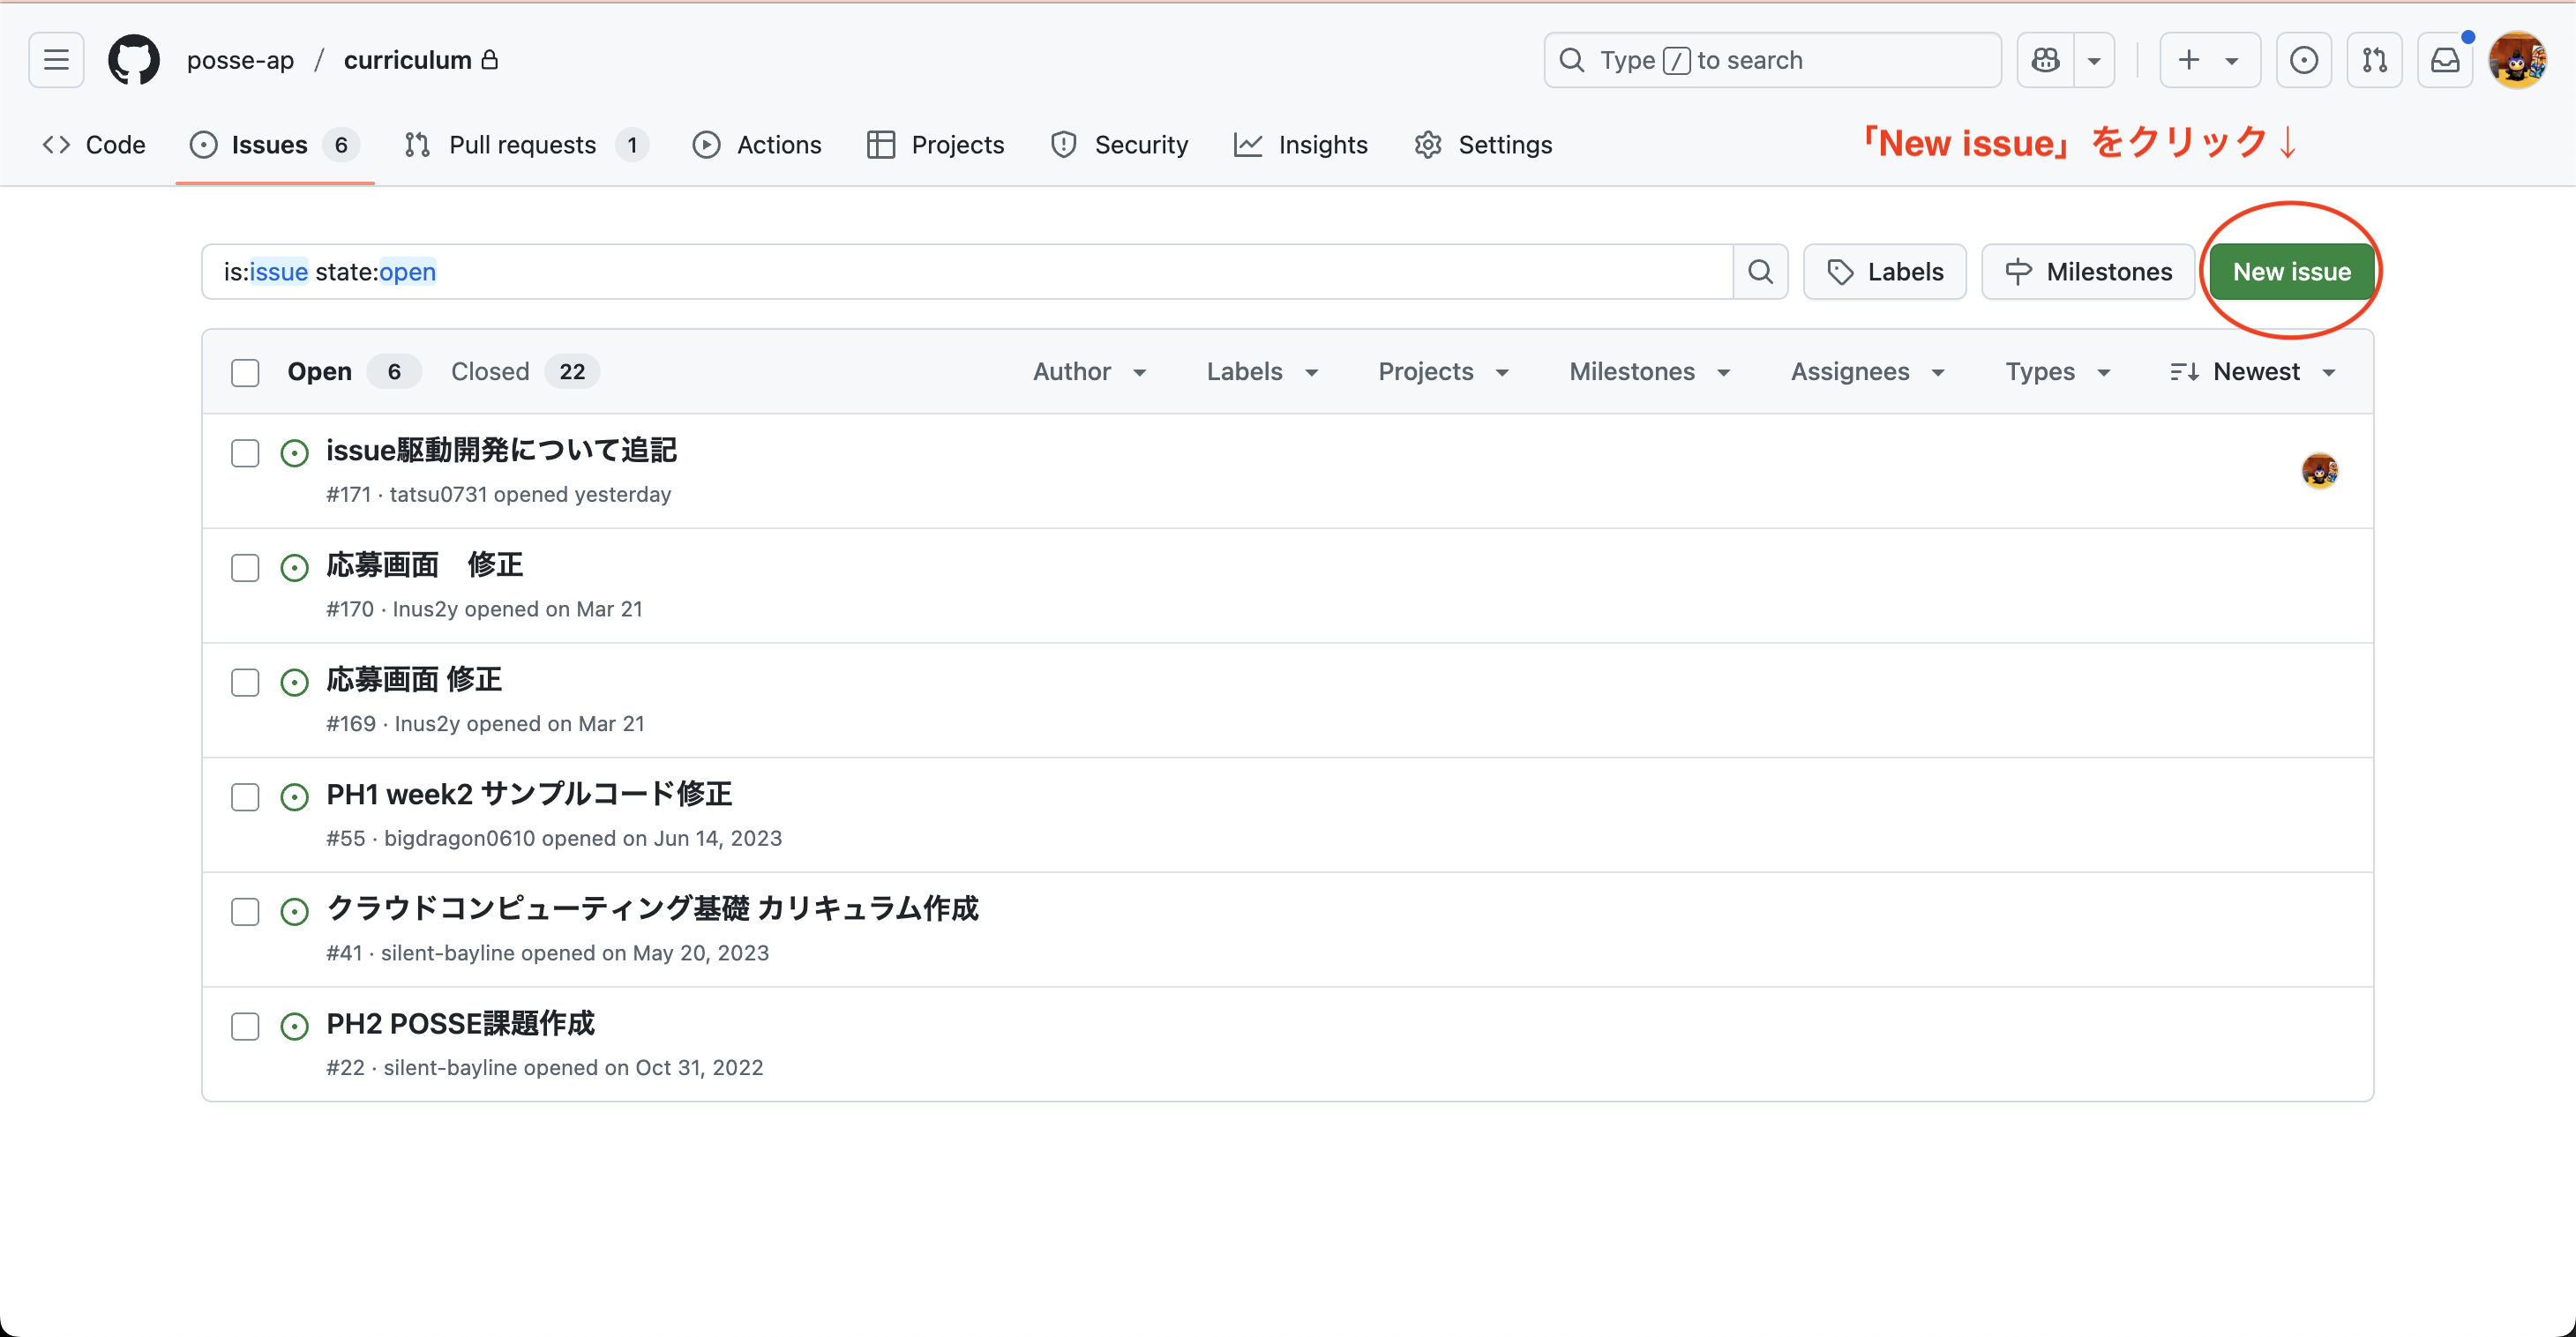 posse-ap / curriculum
Type / to search
Code
Issues 6
Pull requests 1
Actions
Projects
Security
Insights
Settings
「New issue」をクリック↓
is:issue state:open
Labels
Milestones
New issue
Open 6
Closed 22
Author
Labels
Projects
Milestones
Assignees
Types
Newest
issue駆動開発について追記
#171 · tatsu0731 opened yesterday
応募画面　修正
#170 · Inus2y opened on Mar 21
応募画面 修正
#169 · Inus2y opened on Mar 21
PH1 week2 サンプルコード修正
#55 · bigdragon0610 opened on Jun 14, 2023
クラウドコンピューティング基礎 カリキュラム作成
#41 · silent-bayline opened on May 20, 2023
PH2 POSSE課題作成
#22 · silent-bayline opened on Oct 31, 2022